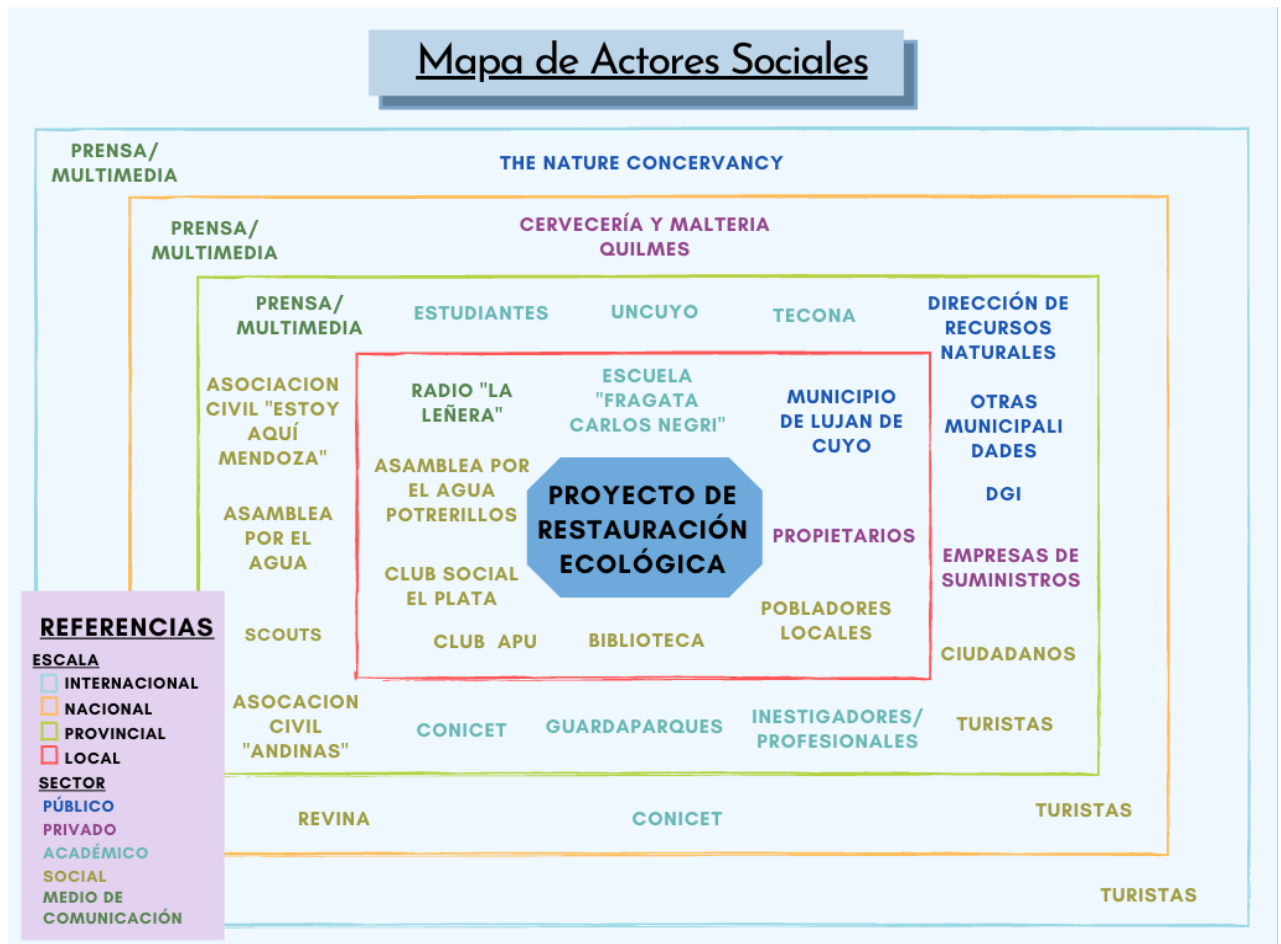 Mapa de Actores Sociales
PRENSA/
MULTIMEDIA
THE NATURE CONCERVANCY
PRENSA/
MULTIMEDIA
CERVECERÍA Y MALTERIA
QUILMES
PRENSA/
MULTIMEDIA
ESTUDIANTES
UNCUYO
TECONA
DIRECCIÓN DE
RECURSOS
NATURALES
ASOCIACION
CIVIL "ESTOY
AQUÍ
MENDOZA"
RADIO "LA
LEÑERA"
ESCUELA
"FRAGATA
CARLOS NEGRI"
MUNICIPIO
DE LUJAN DE
CUYO
OTRAS
MUNICIPALI
DADES
ASAMBLEA POR
EL AGUA
POTRERILLOS
PROYECTO DE
RESTAURACIÓN
ECOLÓGICA
DGI
ASAMBLEA
POR EL
AGUA
PROPIETARIOS
EMPRESAS DE
SUMINISTROS
CLUB SOCIAL
EL PLATA
POBLADORES
LOCALES
SCOUTS
CLUB APU
BIBLIOTECA
CIUDADANOS
ASOCACION
CIVIL
"ANDINAS"
CONICET
GUARDAPARQUES
INESTIGADORES/
PROFESIONALES
TURISTAS
REVINA
CONICET
TURISTAS
TURISTAS
REFERENCIAS
ESCALA
INTERNACIONAL
NACIONAL
PROVINCIAL
LOCAL
SECTOR
PÚBLICO
PRIVADO
ACADÉMICO
SOCIAL
MEDIO DE
COMUNICACIÓN